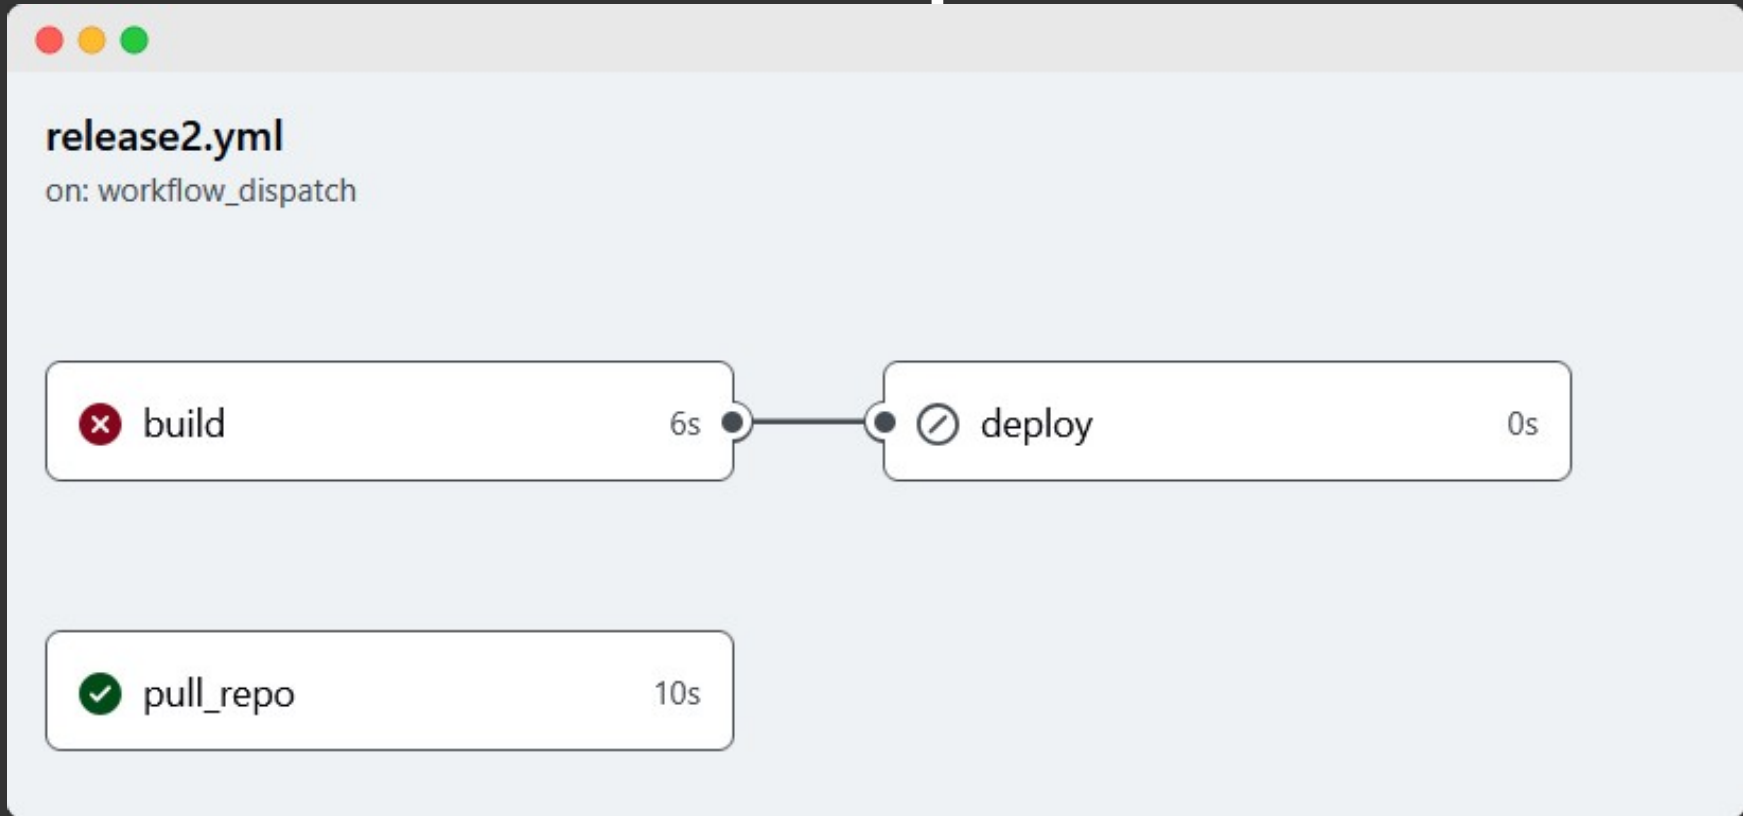 release2.yml
on: workflow_dispatch
build 6s
deploy 0s
pull_repo 10s